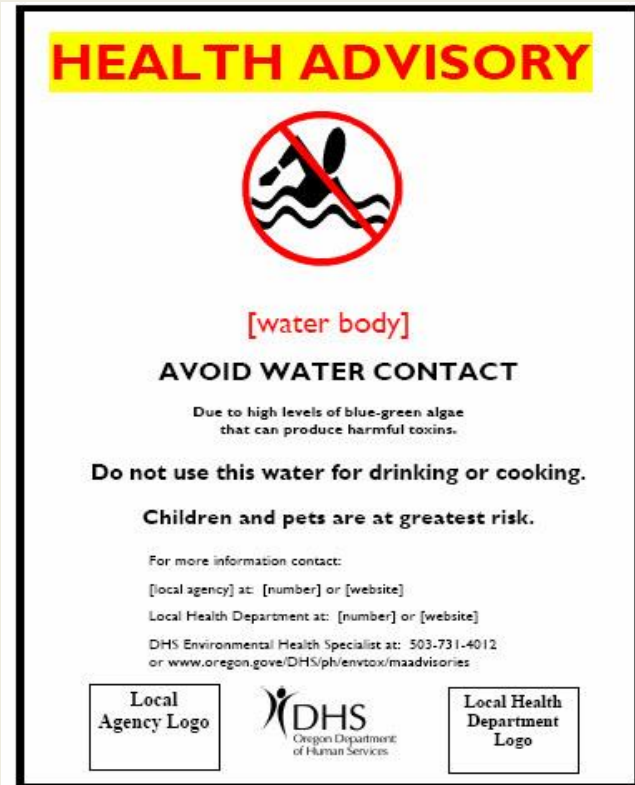 HEALTH ADVISORY
[water body]
AVOID WATER CONTACT
Due to high levels of blue-green algae
that can produce harmful toxins.
Do not use this water for drinking or cooking.
Children and pets are at greatest risk.
For more information contact:
[local agency] at: [number] or [website]
Local Health Department at: [number] or [website]
DHS Environmental Health Specialist at: 503-731-4012
or www.oregon.gove/DHS/ph/envtox/maadvisories
Local
Agency Logo
DHS
Oregon Department
of Human Services
Local Health
Department
Logo